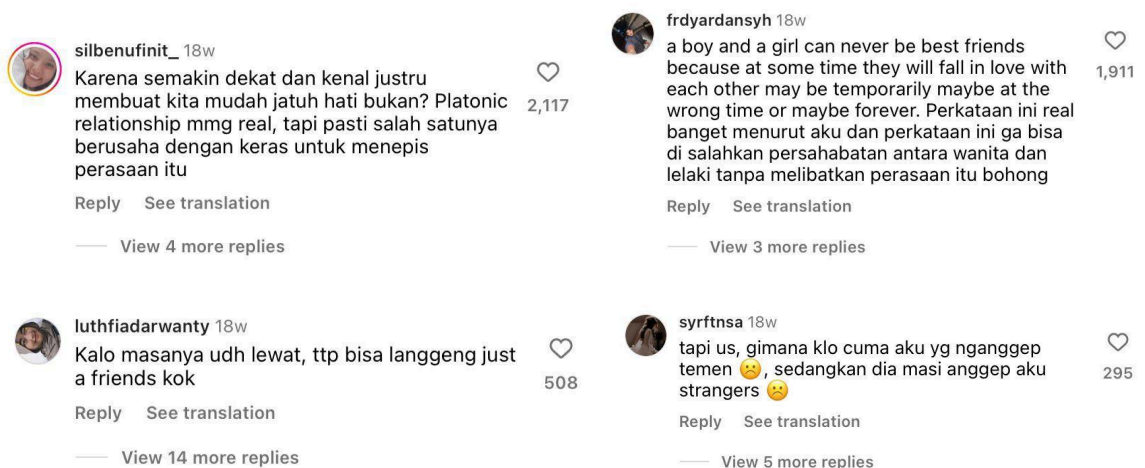 silbenufinit_ 18w
Karena semakin dekat dan kenal justru
membuat kita mudah jatuh hati bukan? Platonic
relationship mmg real, tapi pasti salah satunya
berusaha dengan keras untuk menepis
perasaan itu
2,117
Reply See translation
View 4 more replies
frdyardansyh 18w
a boy and a girl can never be best friends
because at some time they will fall in love with
each other may be temporarily maybe at the
wrong time or maybe forever. Perkataan ini real
banget menurut aku dan perkataan ini ga bisa
di salahkan persahabatan antara wanita dan
lelaki tanpa melibatkan perasaan itu bohong
1,911
Reply See translation
View 3 more replies
luthfiadarwanty 18w
Kalo masanya udh lewat, ttp bisa langgeng just
a friends kok
508
Reply See translation
View 14 more replies
syrftnsa 18w
tapi us, gimana klo cuma aku yg nganggep
temen ☹️, sedangkan dia masi anggep aku
strangers ☹️
295
Reply See translation
View 5 more replies